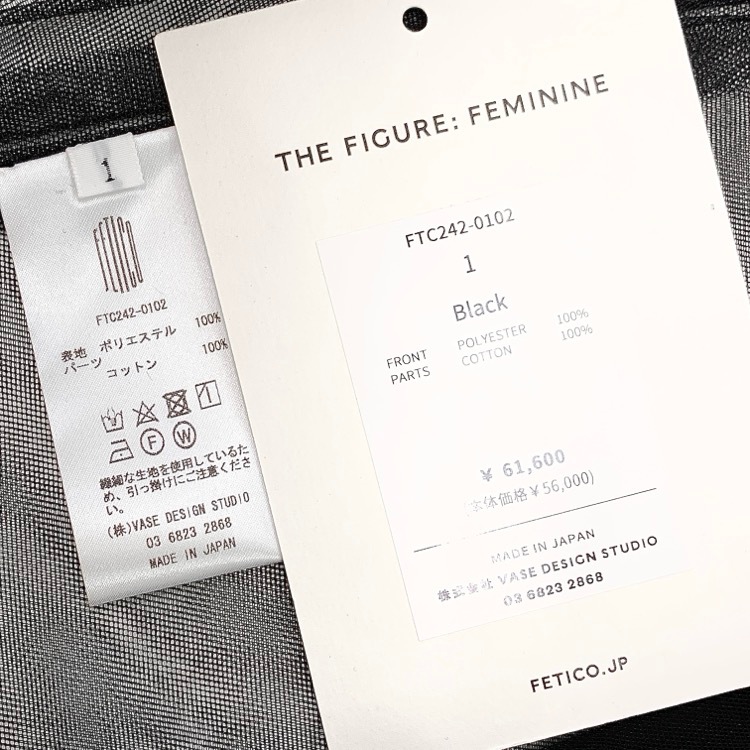 1
FETICO
FTC242-0102
表地 ポリエステル 100%
パーツ コットン 100%
F W
繊細な生地を使用しているた
め、引っ掛けにご注意くださ
い。
(株)VASE DESIGN STUDIO
03 6823 2868
MADE IN JAPAN
THE FIGURE: FEMININE
FTC242-0102
1
Black
FRONT POLYESTER 100%
PARTS COTTON 100%
¥ 61,600
(本体価格¥56,000)
MADE IN JAPAN
株式会社 VASE DESIGN STUDIO
03 6823 2868
FETICO.JP